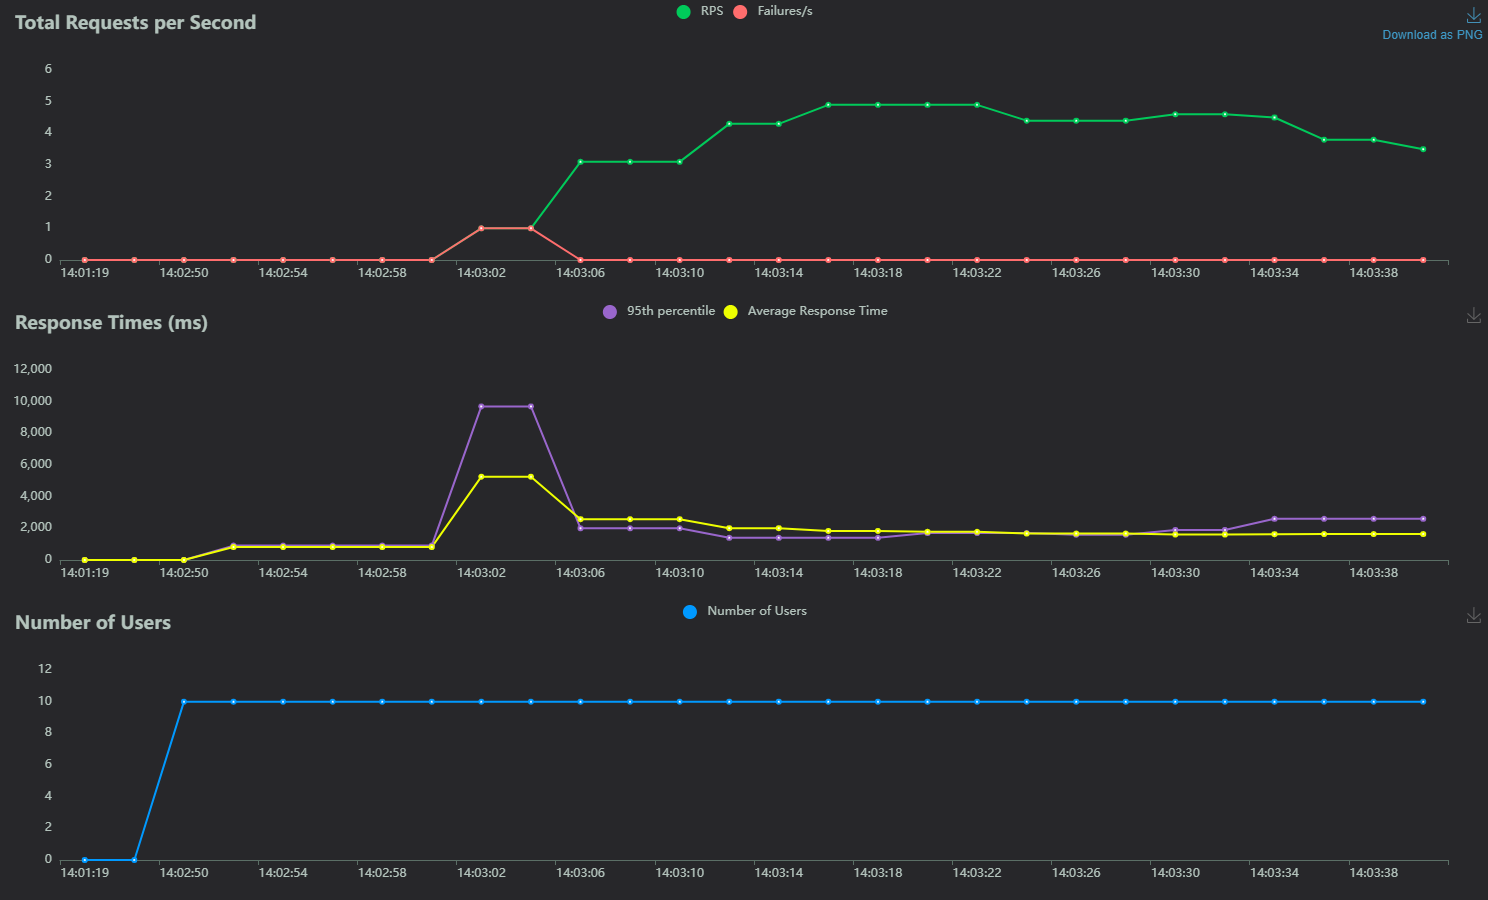 Total Requests per Second
RPS Failures/s
Download as PNG
6
5
4
3
2
1
0
14:01:19 14:02:50 14:02:54 14:02:58 14:03:02 14:03:06 14:03:10 14:03:14 14:03:18 14:03:22 14:03:26 14:03:30 14:03:34 14:03:38
Response Times (ms)
95th percentile Average Response Time
12,000
10,000
8,000
6,000
4,000
2,000
0
14:01:19 14:02:50 14:02:54 14:02:58 14:03:02 14:03:06 14:03:10 14:03:14 14:03:18 14:03:22 14:03:26 14:03:30 14:03:34 14:03:38
Number of Users
Number of Users
12
10
8
6
4
2
0
14:01:19 14:02:50 14:02:54 14:02:58 14:03:02 14:03:06 14:03:10 14:03:14 14:03:18 14:03:22 14:03:26 14:03:30 14:03:34 14:03:38